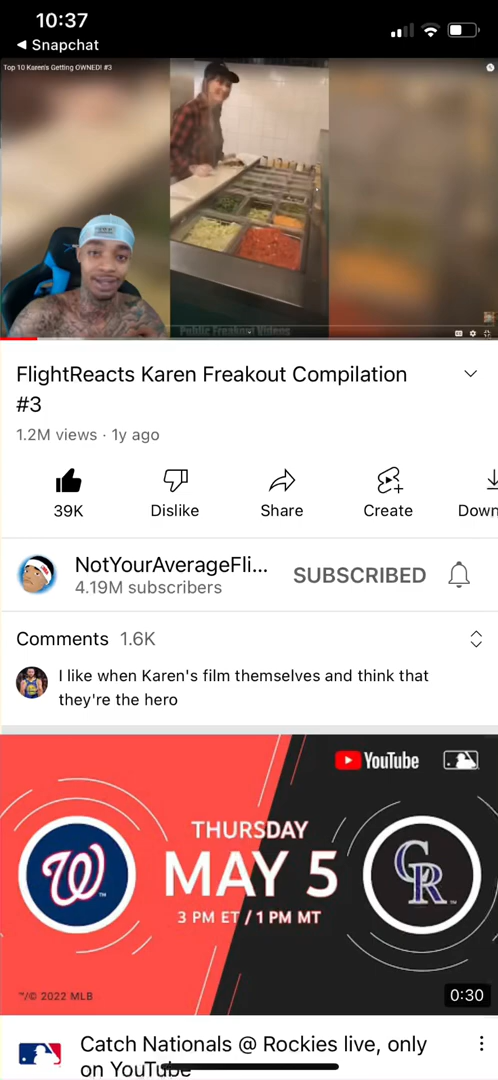 10:37
Snapchat
Top 10 Karen's Getting OWNED! #3
Public Freakout Videos
FlightReacts Karen Freakout Compilation
#3
1.2M views · 1y ago
39K
Dislike
Share
Create
Down
NotYourAverageFli...
4.19M subscribers
SUBSCRIBED
Comments 1.6K
I like when Karen's film themselves and think that
they're the hero
YouTube
THURSDAY
MAY 5
3 PM ET / 1 PM MT
W
CR
™/© 2022 MLB
0:30
Catch Nationals @ Rockies live, only
on YouTube